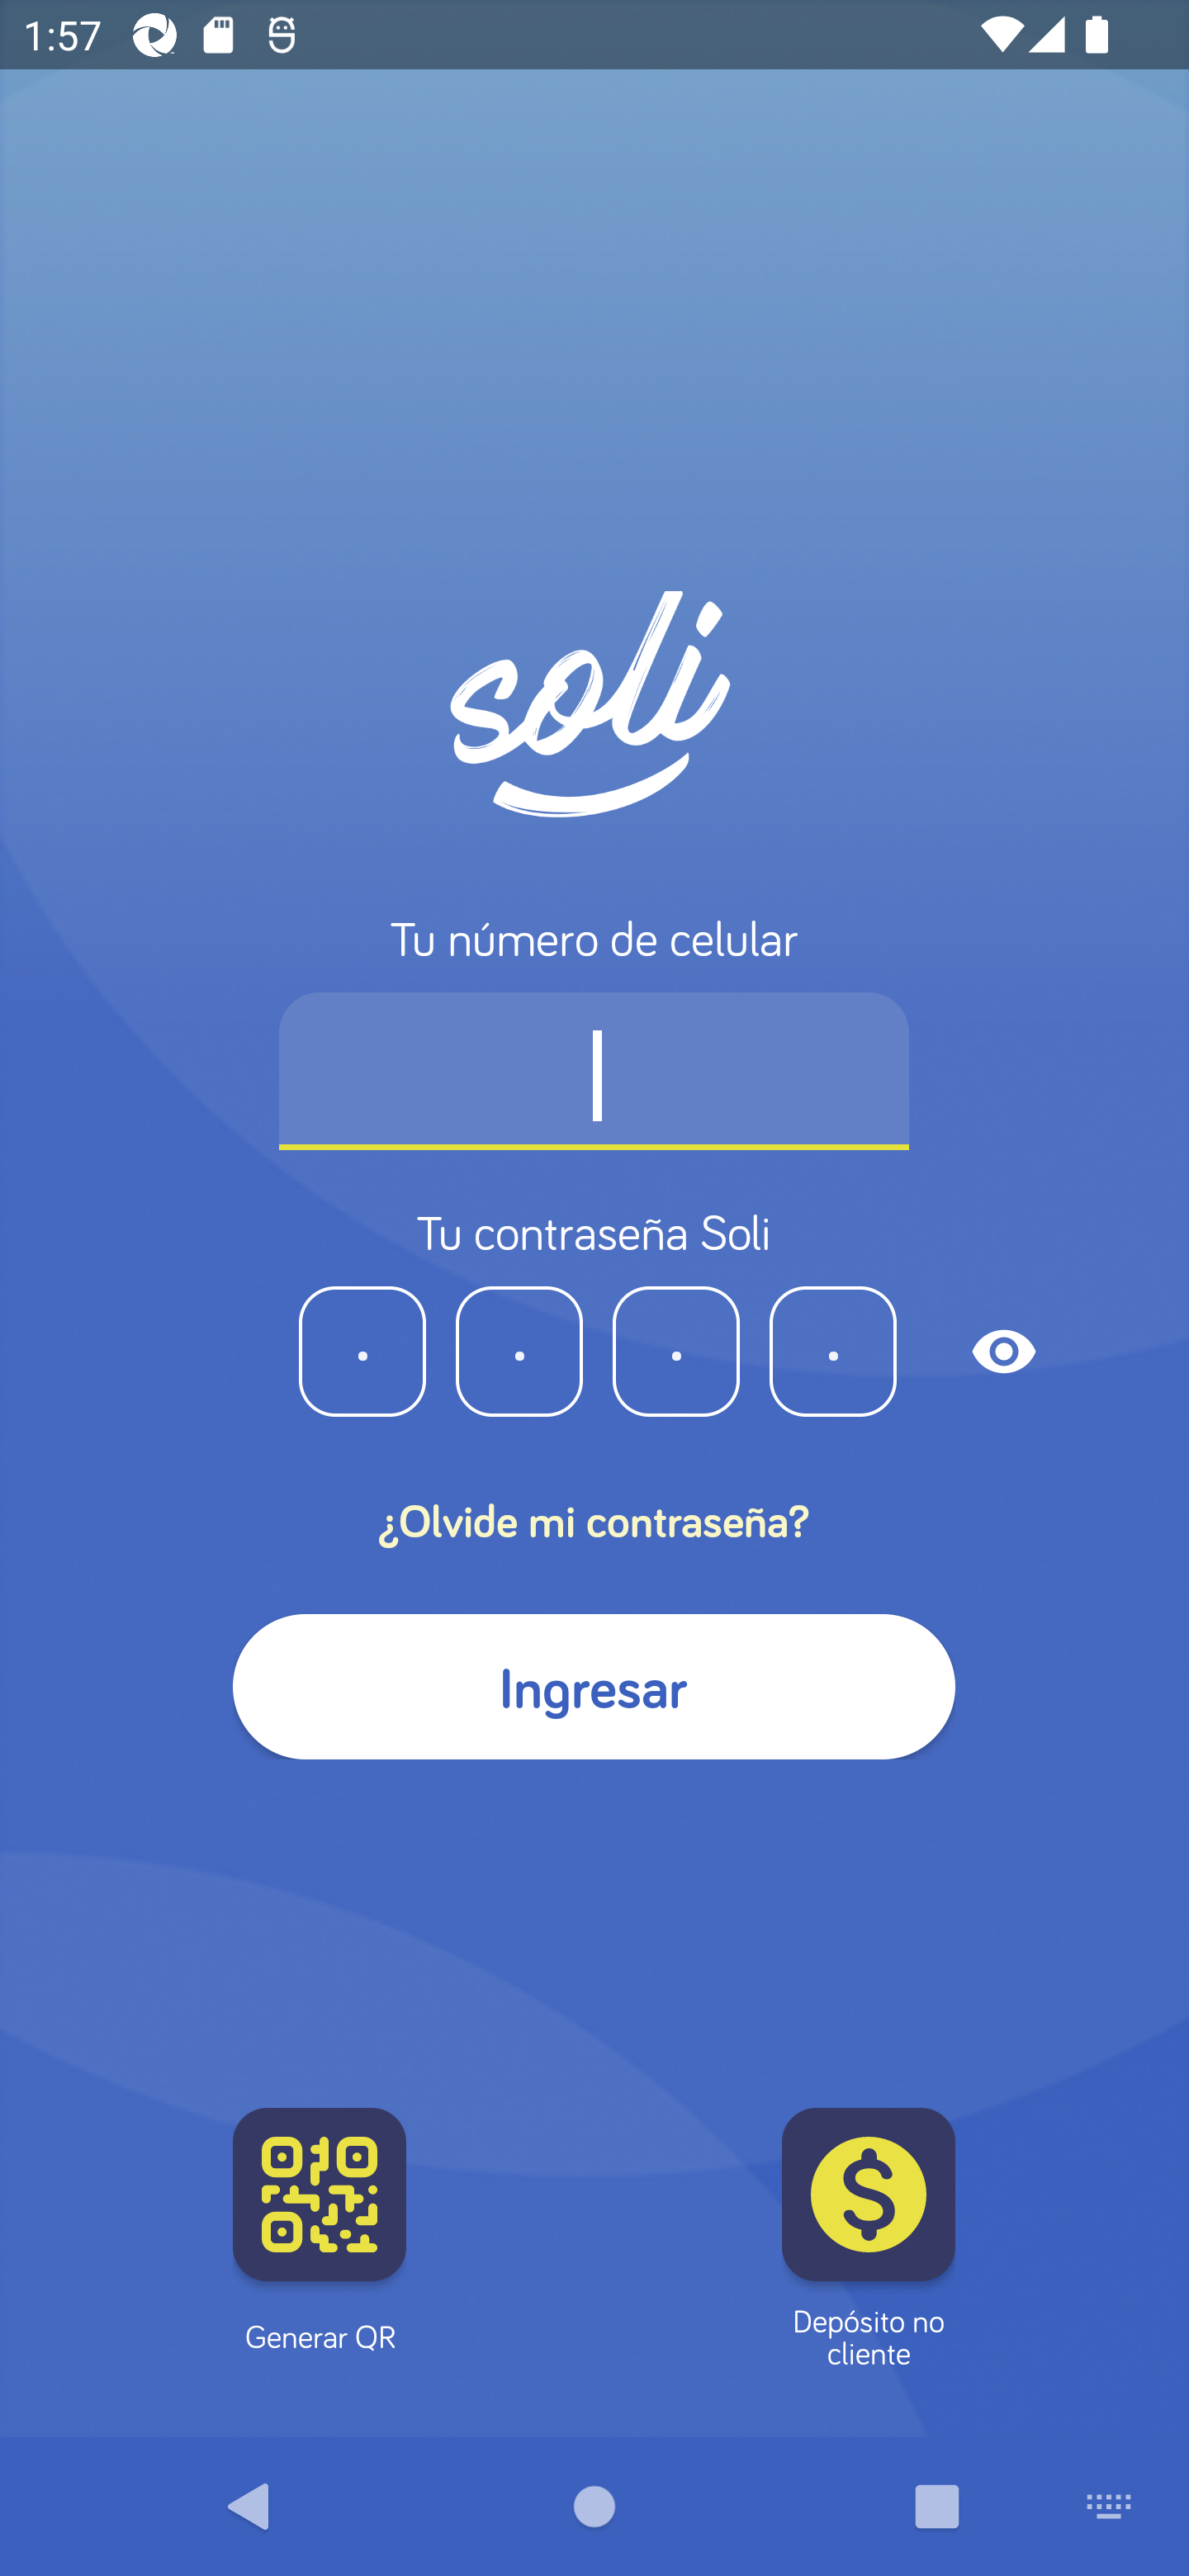 1:57
soli
Tu número de celular
Tu contraseña Soli
¿Olvide mi contraseña?
Ingresar
Generar QR
Depósito no
cliente